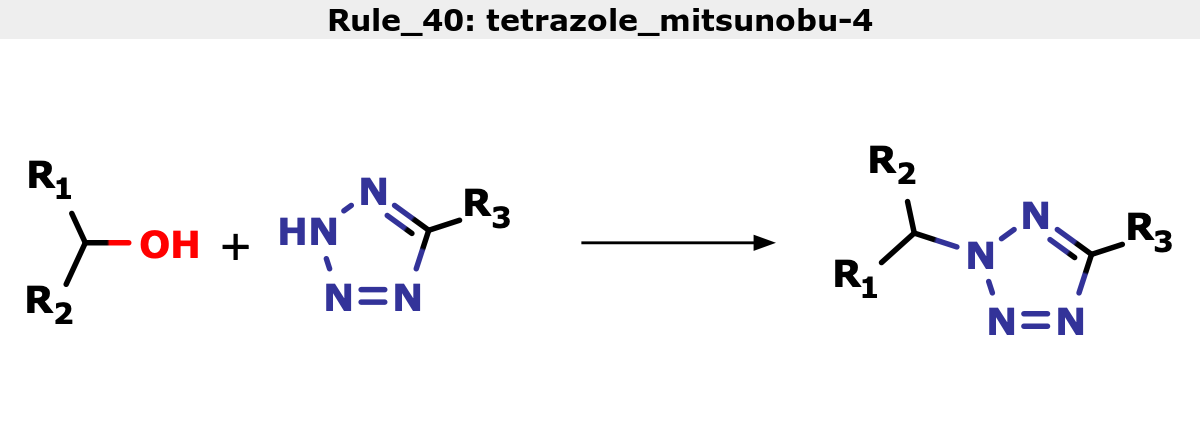 Rule_40: tetrazole_mitsunobu-4
R1
R2
OH
+
HN
N
N=N
R3
R2
R1
N
N
N=N
R3